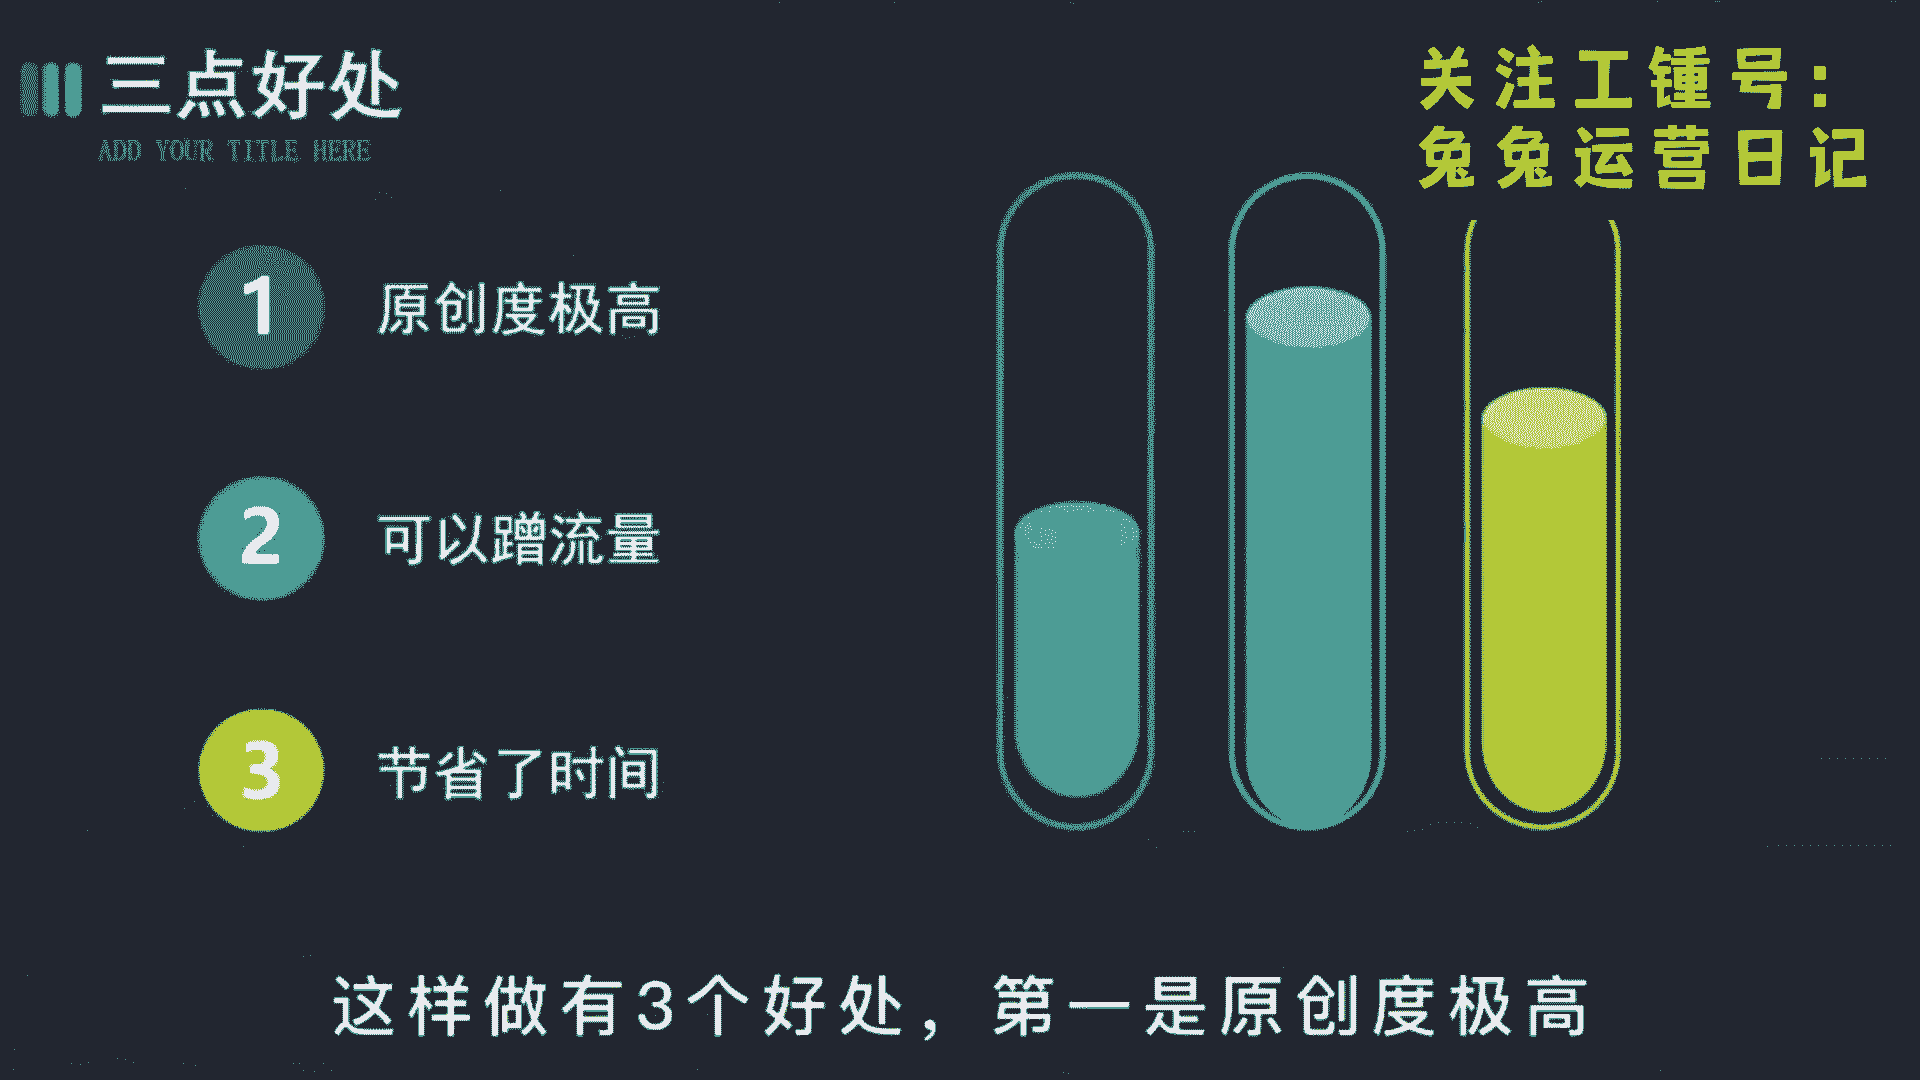 三点好处
ADD YOUR TITLE HERE
关注工锺号：
兔兔运营日记
1 原创度极高
2 可以蹭流量
3 节省了时间
这样做有3个好处，第一是原创度极高